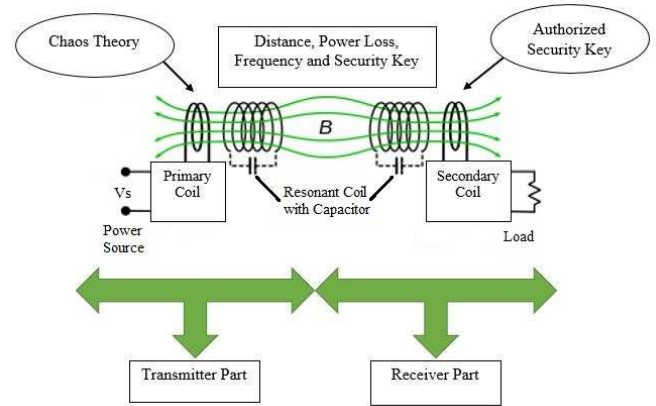 Chaos Theory
Distance, Power Loss,
Frequency and Security Key
Authorized
Security Key
B
Primary
Coil
Secondary
Coil
Vs
Resonant Coil
with Capacitor
Power
Source
Load
Transmitter Part
Receiver Part